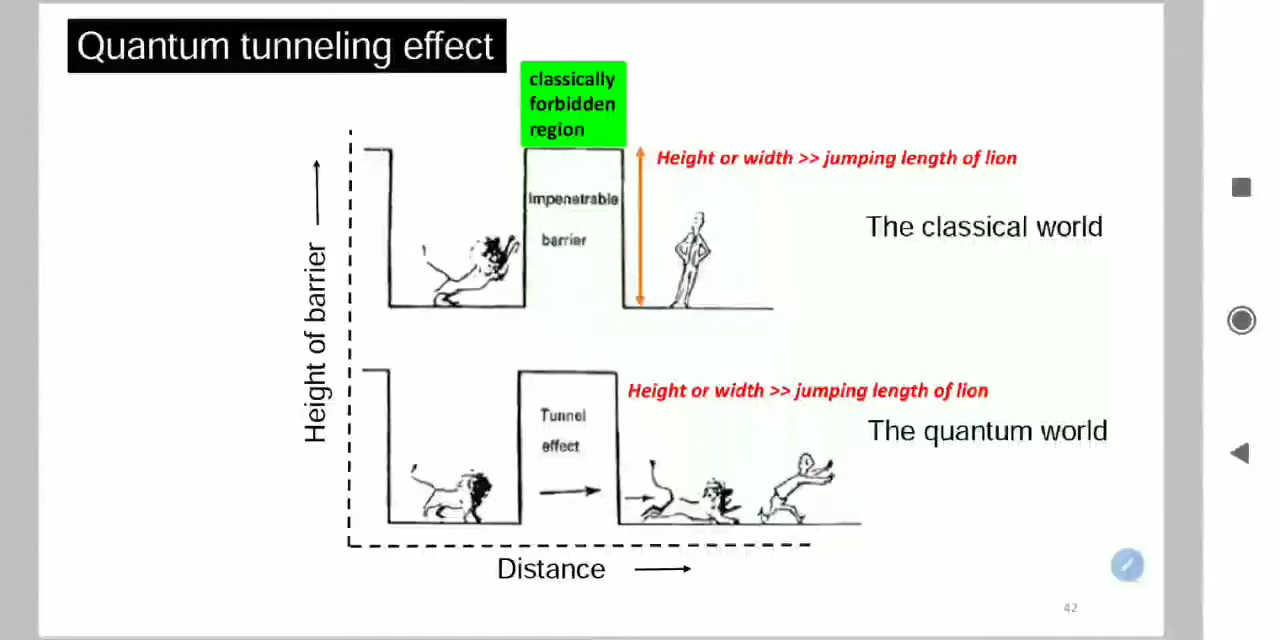 Quantum tunneling effect
classically
forbidden
region
Height or width >> jumping length of lion
Impenetrable
barrier
The classical world
Height of barrier
Height or width >> jumping length of lion
Tunnel
effect
The quantum world
Distance
42